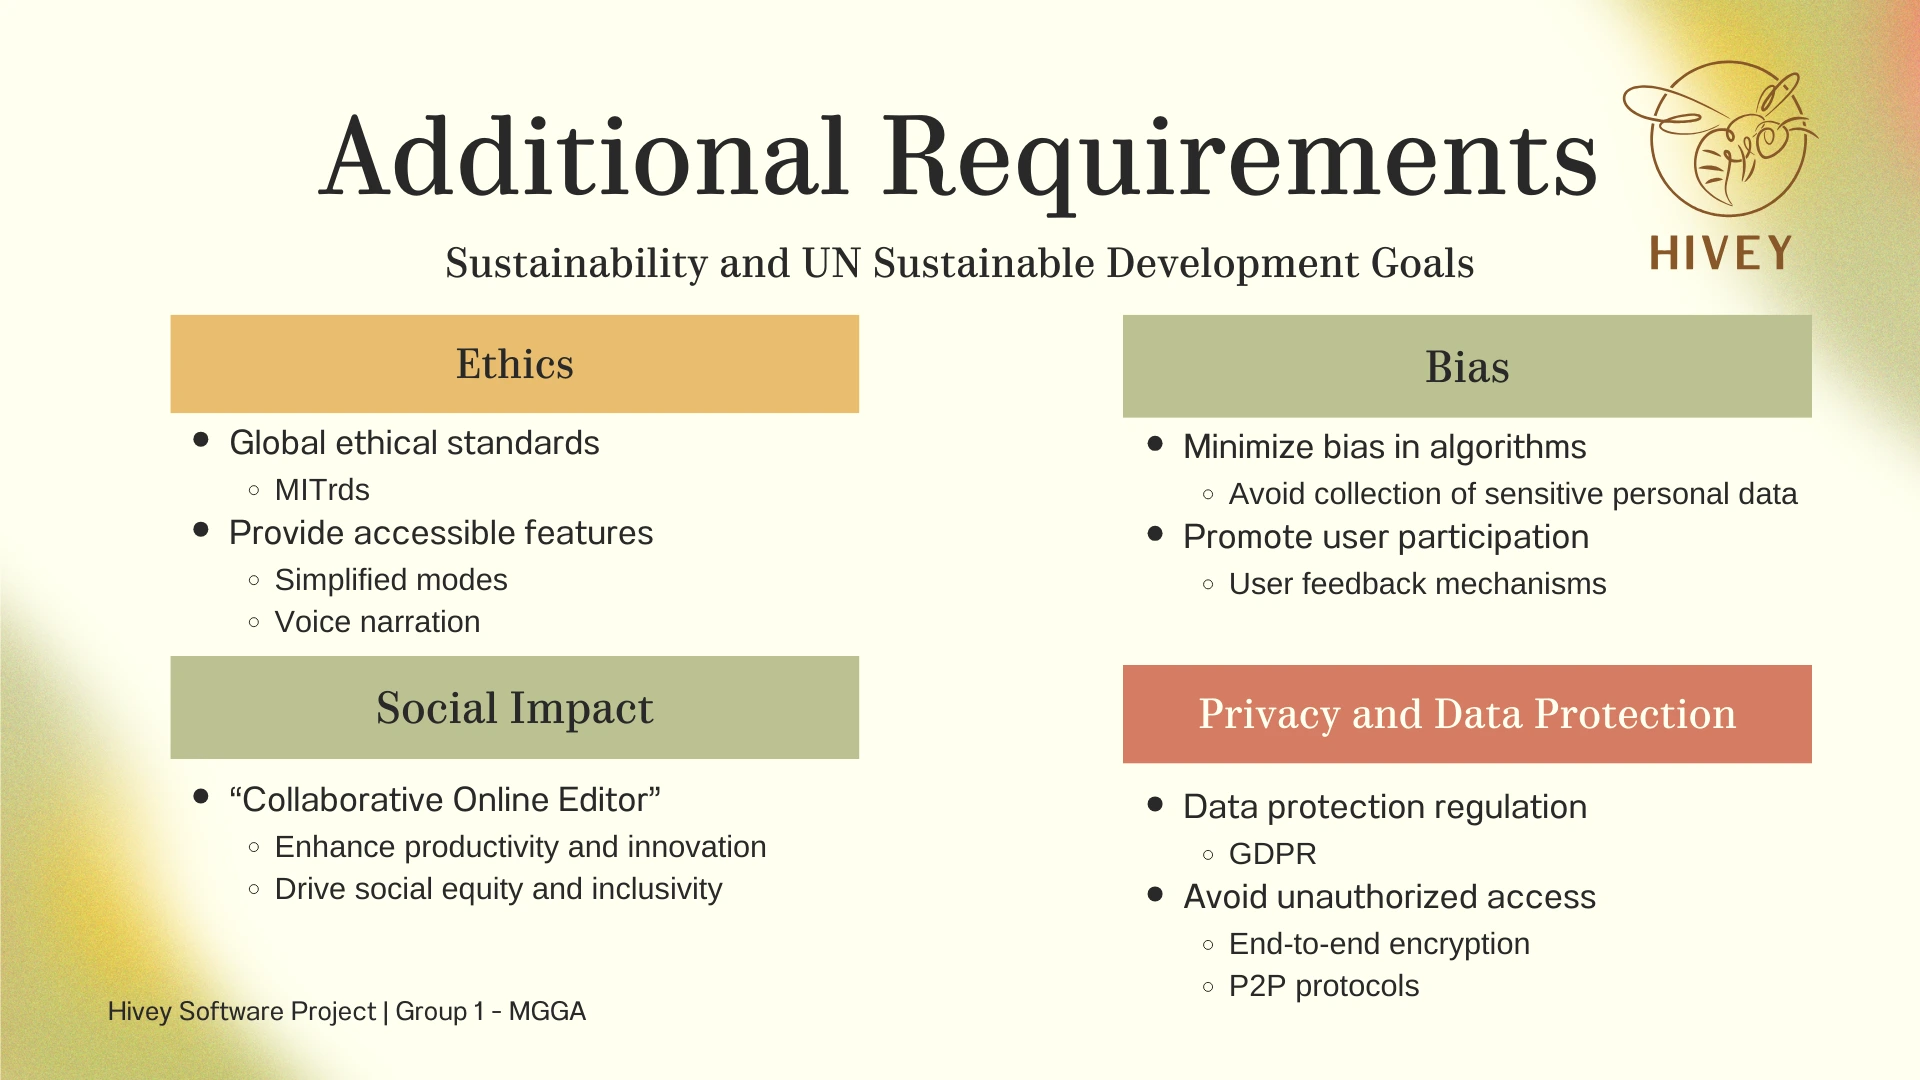 Additional Requirements
HIVEY
Sustainability and UN Sustainable Development Goals
Ethics
• Global ethical standards
○ MITrds
• Provide accessible features
○ Simplified modes
○ Voice narration
Social Impact
• “Collaborative Online Editor”
○ Enhance productivity and innovation
○ Drive social equity and inclusivity
Bias
• Minimize bias in algorithms
○ Avoid collection of sensitive personal data
• Promote user participation
○ User feedback mechanisms
Privacy and Data Protection
• Data protection regulation
○ GDPR
• Avoid unauthorized access
○ End-to-end encryption
○ P2P protocols
Hivey Software Project | Group 1 - MGGA